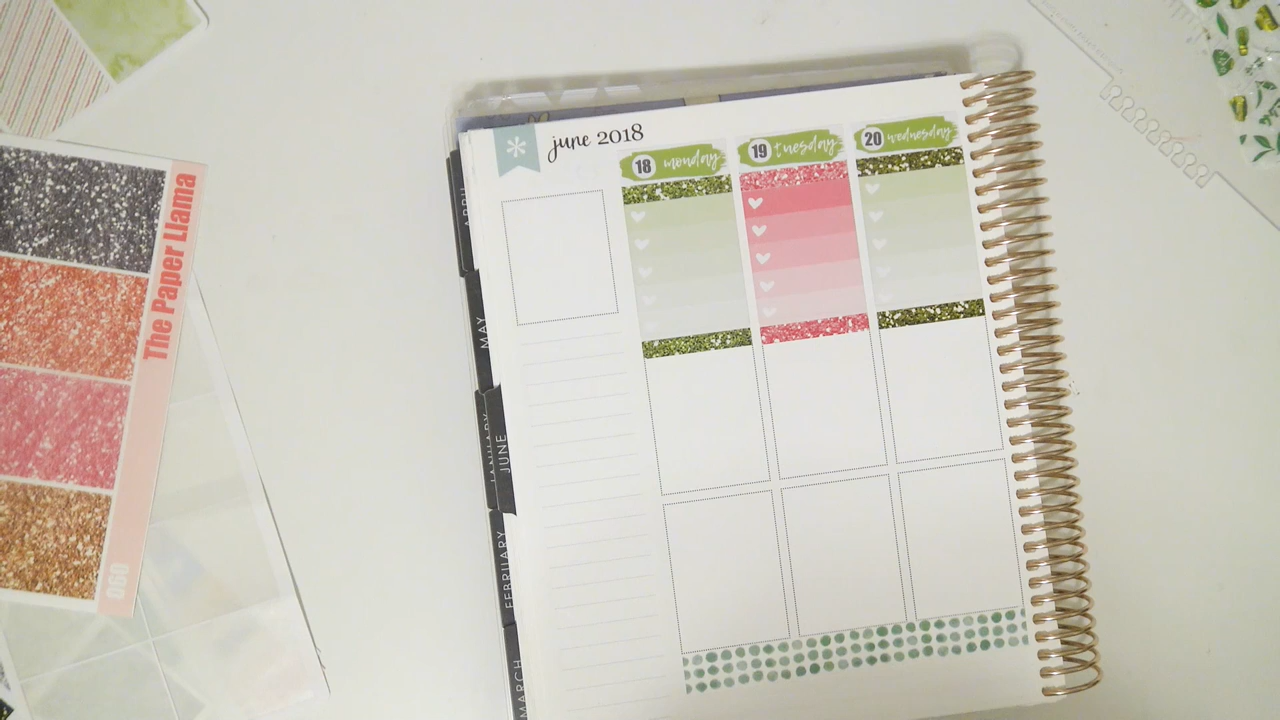 june 2018
18 monday
19 tuesday
20 wednesday
APRIL
MAY
JANUARY
JUNE
FEBRUARY
MARCH
The Paper Llama
060